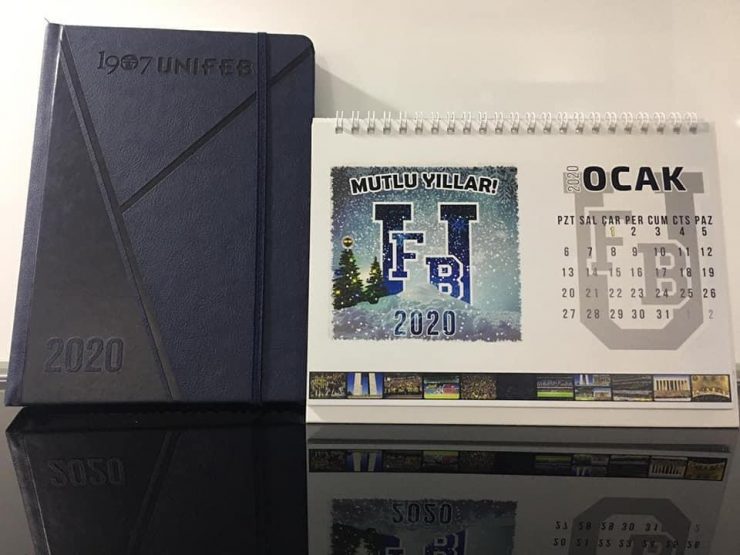 1907 UNIFEB
2020
MUTLU YILLAR!
U
FB
2020
2020 OCAK
PZT SAL ÇAR PER CUM CTS PAZ
1 2 3 4 5
6 7 8 9 10 11 12
13 14 15 16 17 18 19
20 21 22 23 24 25 26
27 28 29 30 31 1 2